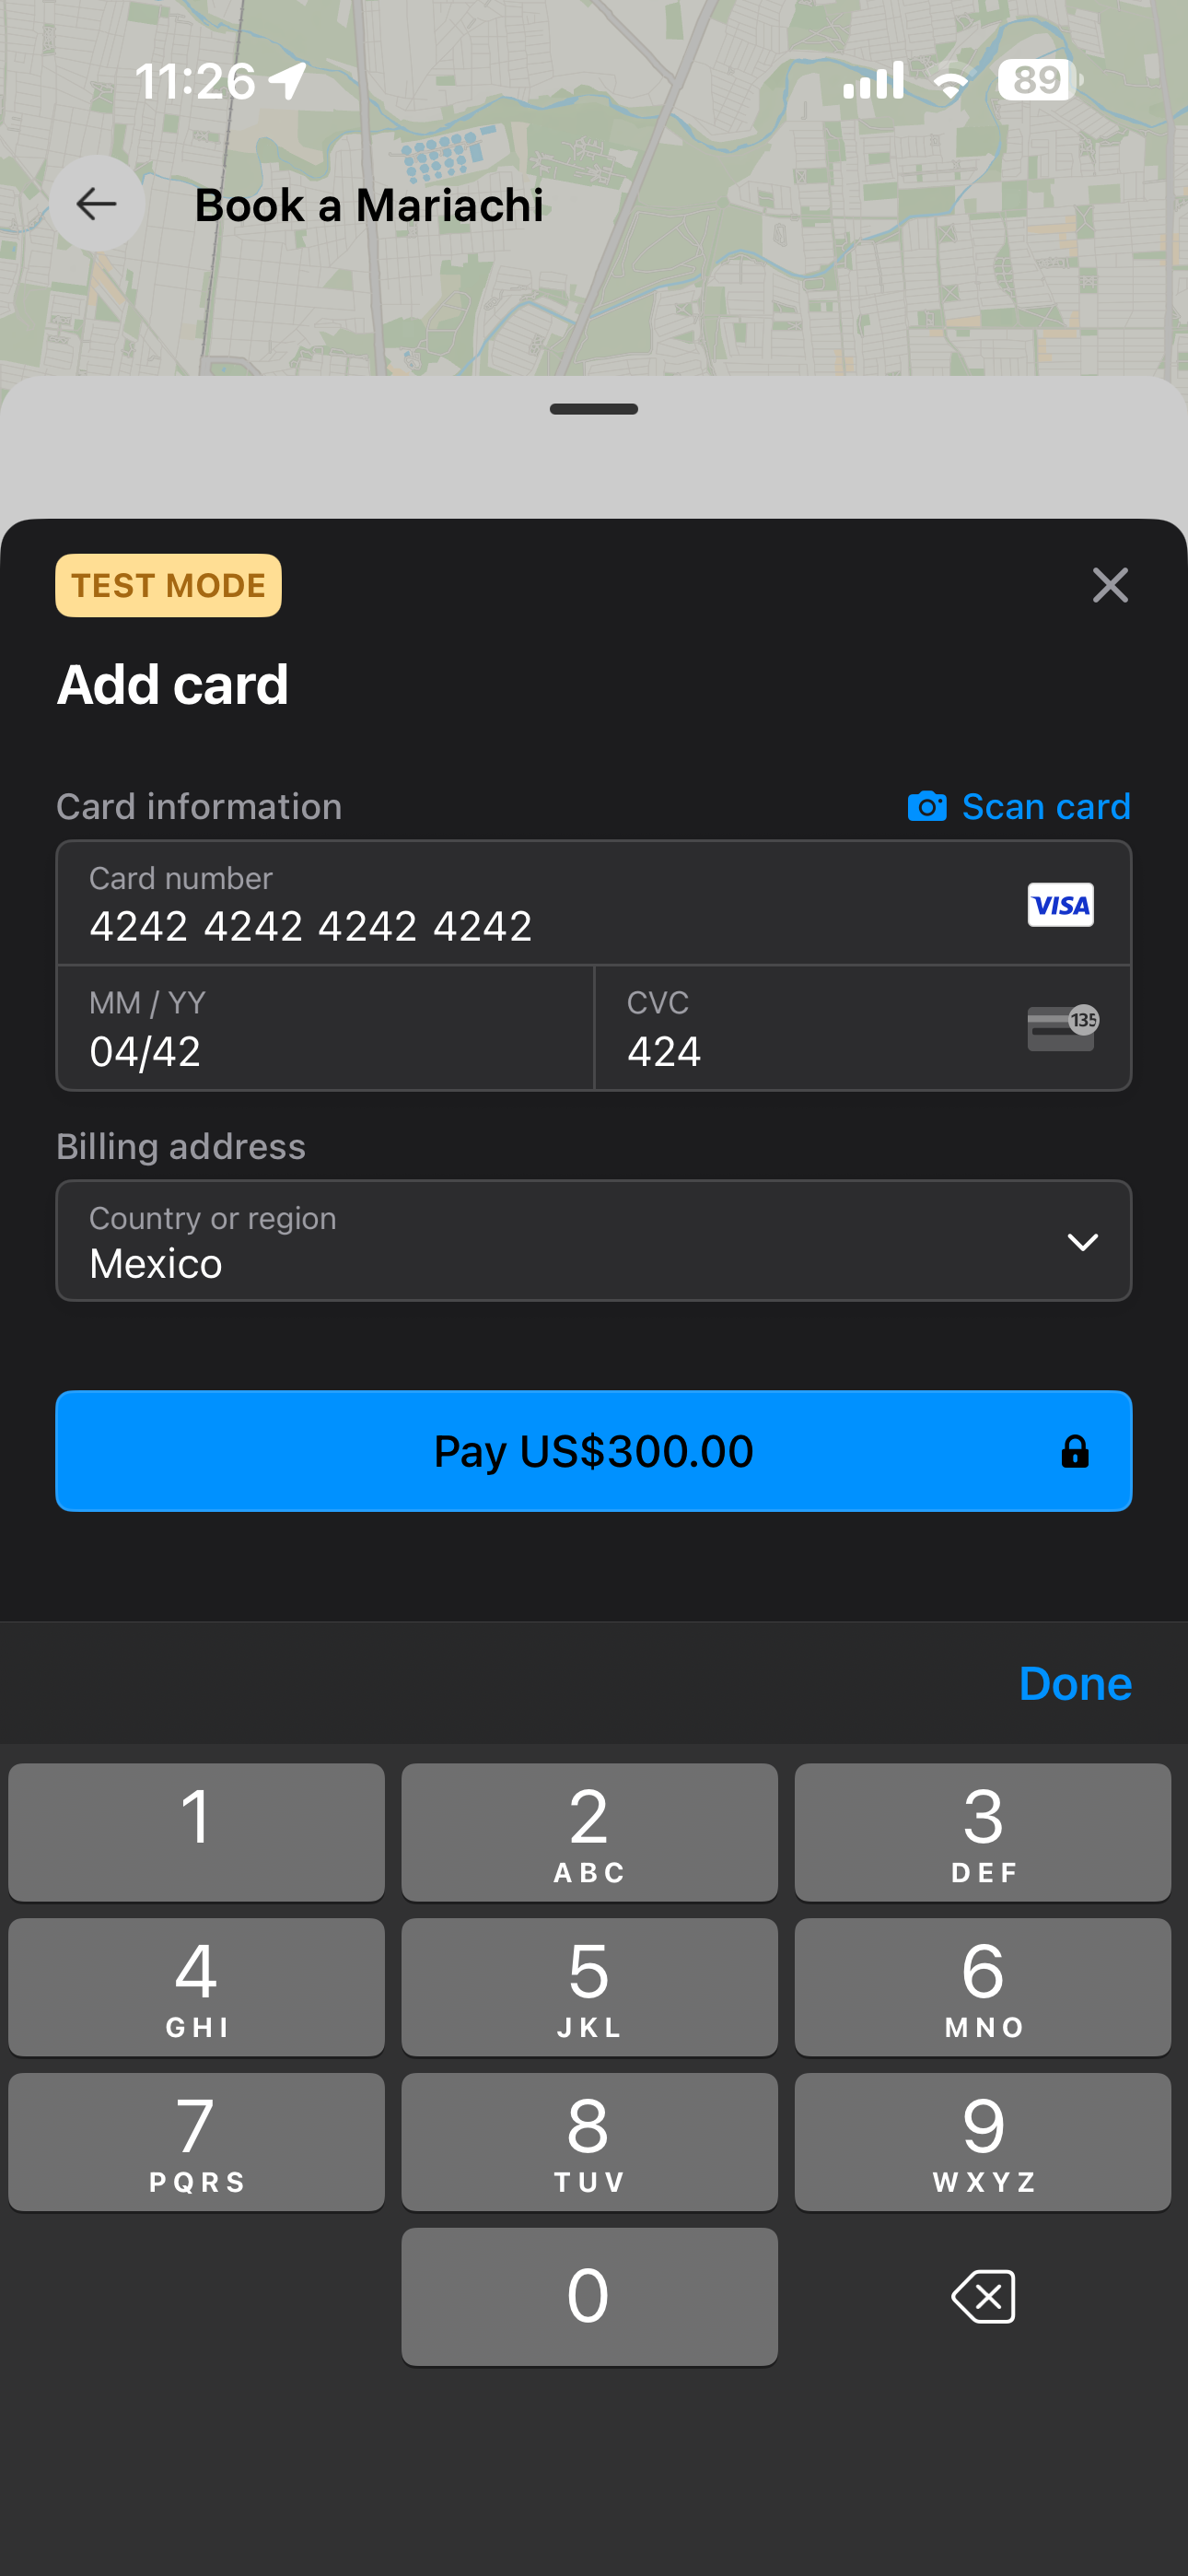 11:26
89
Book a Mariachi
TEST MODE
Add card
Card information
Scan card
Card number
4242 4242 4242 4242
VISA
MM / YY
04/42
CVC
424
135
Billing address
Country or region
Mexico
Pay US$300.00
Done
1
2
ABC
3
DEF
4
GHI
5
JKL
6
MNO
7
PQRS
8
TUV
9
WXYZ
0